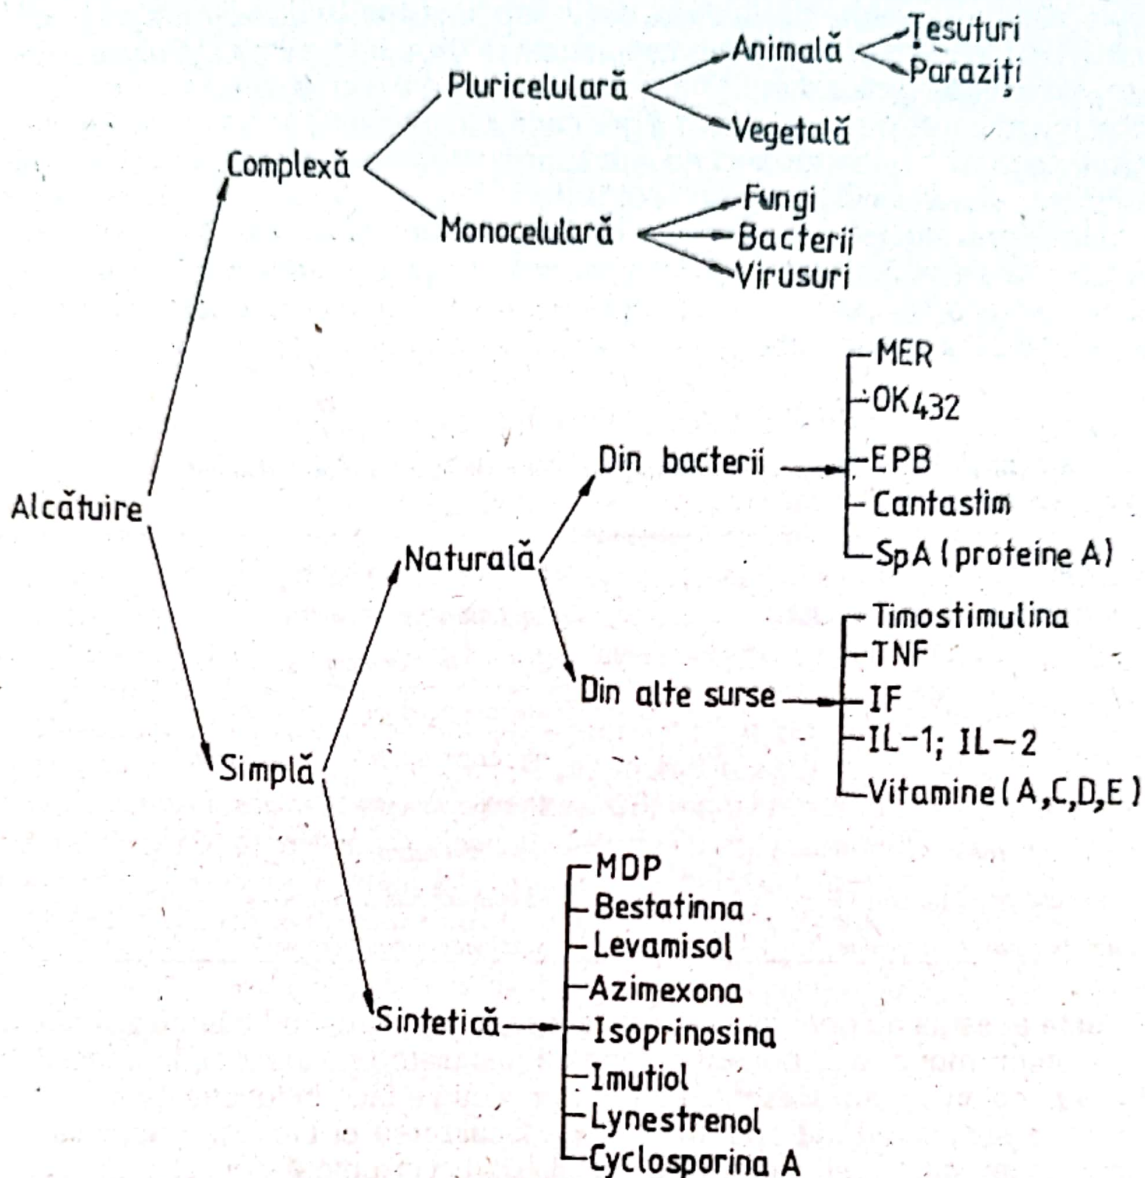 Țesuturi
Animală
Paraziți
Pluricelulară
Vegetală
Complexă
Fungi
Monocelulară
Bacterii
Virusuri
MER
OK432
Din bacterii
EPB
Cantastim
Alcătuire
Naturală
SpA (proteine A)
Timostimulina
TNF
Din alte surse
IF
IL-1; IL-2
Simplă
Vitamine (A,C,D,E)
MDP
Bestatinna
Levamisol
Azimexona
Sintetică
Isoprinosina
Imutiol
Lynestrenol
Cyclosporina A